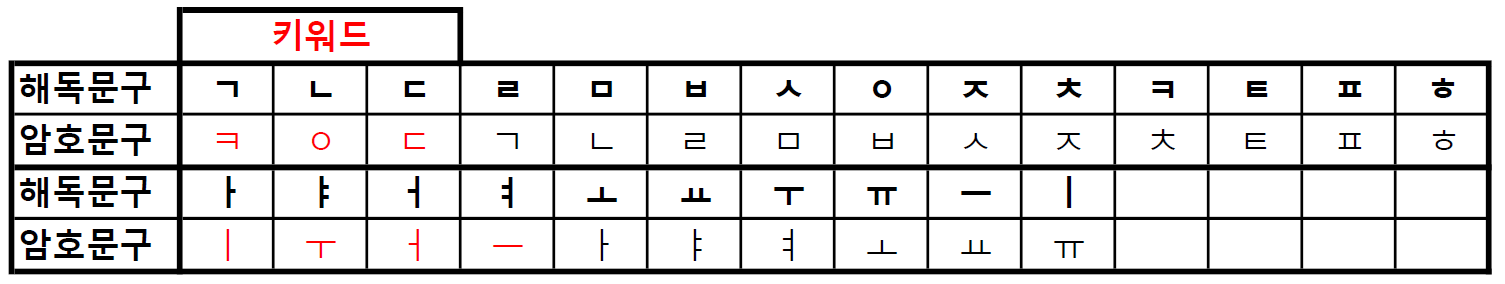 키워드
해독문구 ㄱ ㄴ ㄷ ㄹ ㅁ ㅂ ㅅ ㅇ ㅈ ㅊ ㅋ ㅌ ㅍ ㅎ
암호문구 ㅋ ㅇ ㄷ ㄱ ㄴ ㄹ ㅁ ㅂ ㅅ ㅈ ㅊ ㅌ ㅍ ㅎ
해독문구 ㅏ ㅑ ㅓ ㅕ ㅗ ㅛ ㅜ ㅠ ㅡ ㅣ
암호문구 ㅣ ㅜ ㅓ ㅡ ㅏ ㅑ ㅕ ㅗ ㅛ ㅠ